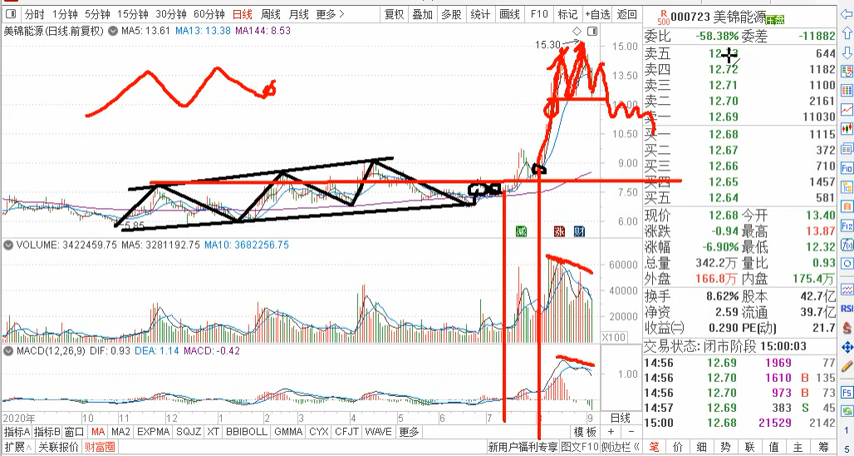 分时 1分钟 5分钟 15分钟 30分钟 60分钟 日线 周线 月线 更多 > 复权 叠加 多股 统计 画线 F10 标记 +自选 返回
R 500 000723 美锦能源
美锦能源(日线.前复权) MA5: 13.61 MA13: 13.38 MA144: 8.53
委比 -58.38% 委差 -11882
卖五 644
卖四 12.72 1182
卖三 12.71 1100
卖二 12.70 2161
卖一 12.69 11030
买一 12.68 1115
买二 12.67 372
买三 12.66 710
买四 12.65 1457
买五 12.64 581
现价 12.68 今开 13.40
涨跌 -0.94 最高 13.87
涨幅 -6.90% 最低 12.32
总量 342.2万 量比 0.93
外盘 166.8万 内盘 175.4万
换手 8.62% 股本 42.7亿
净资 2.59 流通 39.7亿
收益㈡ 0.290 PE(动) 21.7
交易状态: 闭市阶段 15:00:03
14:56 12.69 1969 77
14:56 12.70 1610 B 135
14:56 12.70 973 B 73
14:57 12.69 383 S 45
15:00 12.68 21529 2142
笔 价 细 势 联 值 主 筹
15.30
15.00
13.50
12.00
10.50
9.00
7.50
6.00
5.85
减 涨 财
VOLUME: 3422459.75 MA5: 3281192.75 MA10: 3682256.75
60000
40000
20000
X100
MACD(12,26,9) DIF: 0.93 DEA: 1.14 MACD: -0.42
1.00
2020年 10 11 12 1 2 3 4 5 6 7 8 9 日线
指标A 指标B 窗口 MA MA2 EXPMA SQJZ XT BBIBOLL GMMA CYX CFJT WAVE 更多 模板 + -
扩展∧ 关联报价 财富圈 新用户福利专享 图文F10 侧边栏《
F10
F12
RSI
F5
F6
1
5